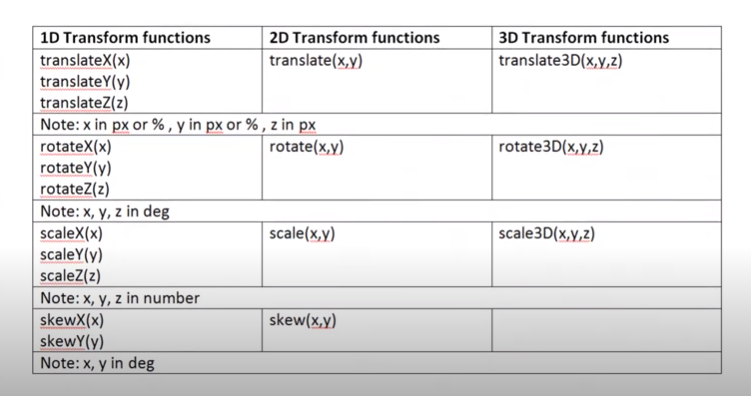 1D Transform functions 2D Transform functions 3D Transform functions
translateX(x) translate(x,y) translate3D(x,y,z)
translateY(y)
translateZ(z)
Note: x in px or % , y in px or % , z in px
rotateX(x) rotate(x,y) rotate3D(x,y,z)
rotateY(y)
rotateZ(z)
Note: x, y, z in deg
scaleX(x) scale(x,y) scale3D(x,y,z)
scaleY(y)
scaleZ(z)
Note: x, y, z in number
skewX(x) skew(x,y)
skewY(y)
Note: x, y in deg